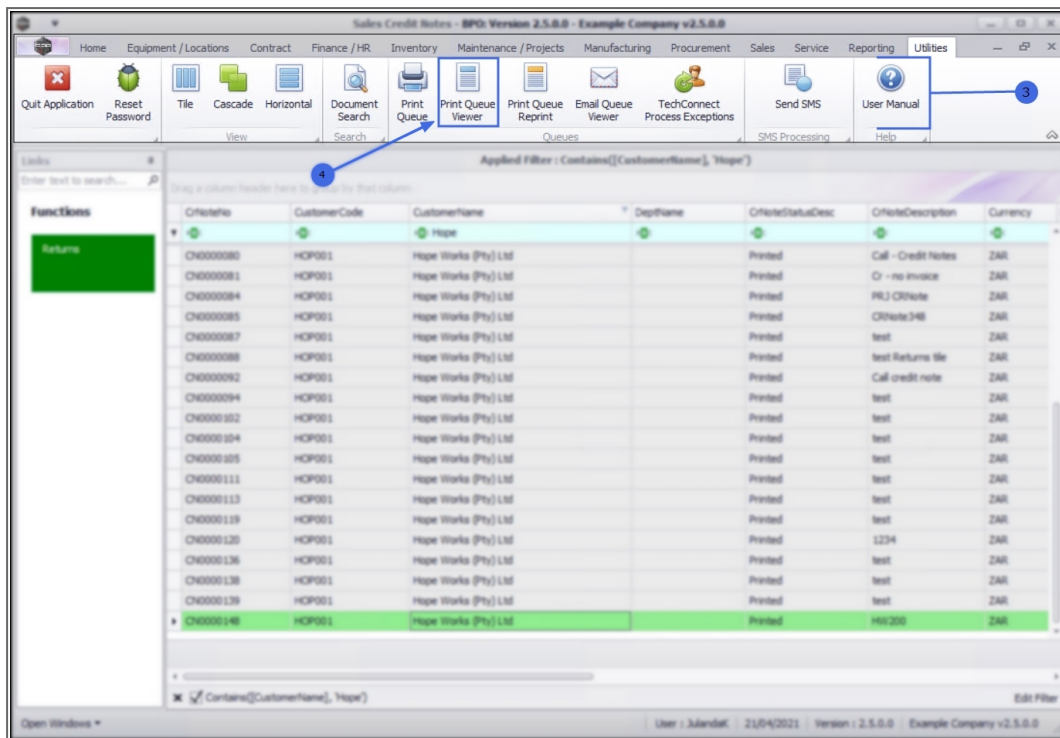 Sales Credit Notes - BPO: Version 2.5.0.0 - Example Company v2.5.0.0
Home Equipment / Locations Contract Finance / HR Inventory Maintenance / Projects Manufacturing Procurement Sales Service Reporting Utilities
Quit Application Reset Password Tile Cascade Horizontal Document Search Print Queue Print Queue Viewer Print Queue Reprint Email Queue Viewer TechConnect Process Exceptions Send SMS User Manual 3
View Search Queues SMS Processing Help
4
Links Applied Filter : Contains([CustomerName], 'Hope')
Enter text to search... Drag a column header here to group by that column
Functions CrNoteNo CustomerCode CustomerName DeptName CrNoteStatusDesc CrNoteDescription Currency
Hope
Returns CN0000080 HOP001 Hope Works (Pty) Ltd Printed Call - Credit Notes ZAR
CN0000081 HOP001 Hope Works (Pty) Ltd Printed Cr - no invoice ZAR
CN0000084 HOP001 Hope Works (Pty) Ltd Printed PRJ CRNote ZAR
CN0000085 HOP001 Hope Works (Pty) Ltd Printed CRNote348 ZAR
CN0000087 HOP001 Hope Works (Pty) Ltd Printed test ZAR
CN0000088 HOP001 Hope Works (Pty) Ltd Printed test Returns tile ZAR
CN0000092 HOP001 Hope Works (Pty) Ltd Printed Call credit note ZAR
CN0000094 HOP001 Hope Works (Pty) Ltd Printed test ZAR
CN0000102 HOP001 Hope Works (Pty) Ltd Printed test ZAR
CN0000104 HOP001 Hope Works (Pty) Ltd Printed test ZAR
CN0000105 HOP001 Hope Works (Pty) Ltd Printed test ZAR
CN0000111 HOP001 Hope Works (Pty) Ltd Printed test ZAR
CN0000113 HOP001 Hope Works (Pty) Ltd Printed test ZAR
CN0000119 HOP001 Hope Works (Pty) Ltd Printed test ZAR
CN0000120 HOP001 Hope Works (Pty) Ltd Printed 1234 ZAR
CN0000136 HOP001 Hope Works (Pty) Ltd Printed test ZAR
CN0000138 HOP001 Hope Works (Pty) Ltd Printed test ZAR
CN0000139 HOP001 Hope Works (Pty) Ltd Printed test ZAR
CN0000148 HOP001 Hope Works (Pty) Ltd Printed HW200 ZAR
Contains([CustomerName], 'Hope') Edit Filter
Open Windows User : JulandaK 21/04/2021 Version : 2.5.0.0 Example Company v2.5.0.0